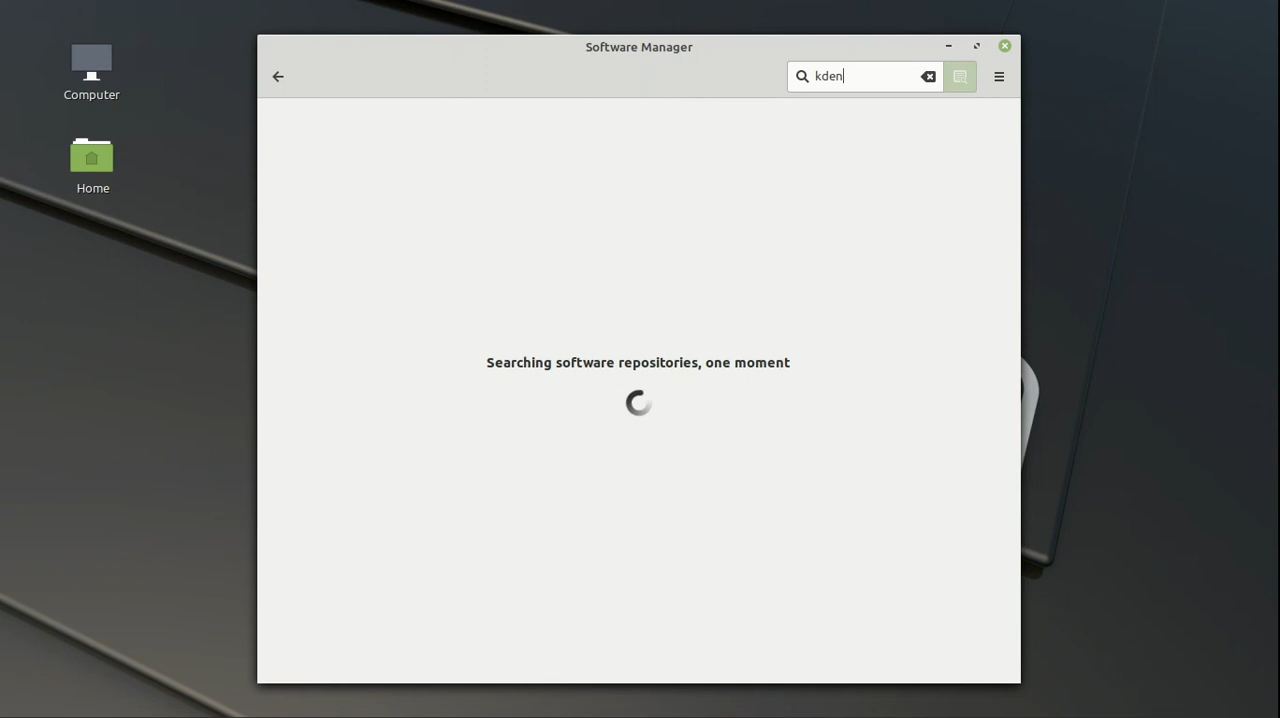 Software Manager
kden
Computer
Home
Searching software repositories, one moment